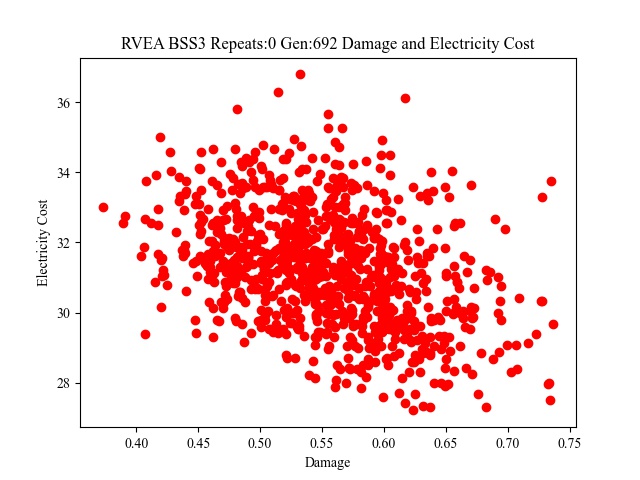 RVEA BSS3 Repeats:0 Gen:692 Damage and Electricity Cost
36
34
32
30
28
Electricity Cost
0.40 0.45 0.50 0.55 0.60 0.65 0.70 0.75
Damage